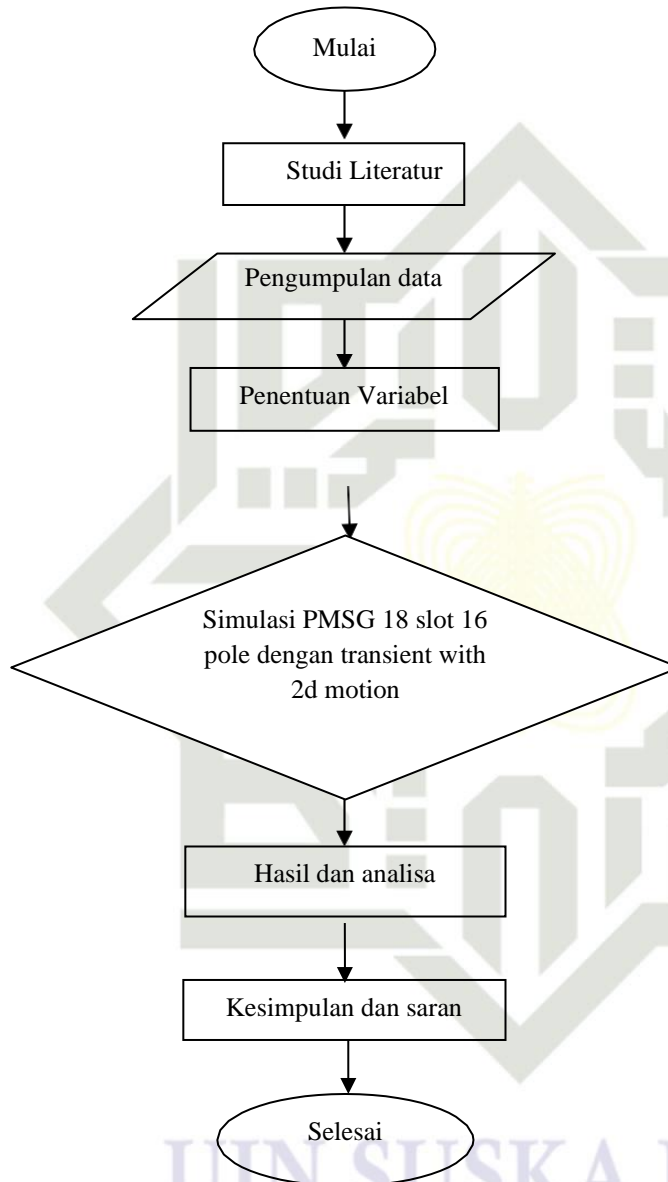 Mulai
Studi Literatur
Pengumpulan data
Penentuan Variabel
Simulasi PMSG 18 slot 16
pole dengan transient with
2d motion
Hasil dan analisa
Kesimpulan dan saran
Selesai
UIN SUSKA